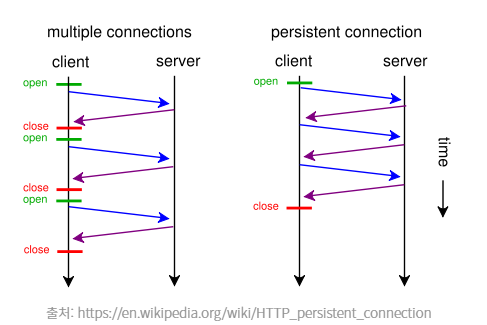 multiple connections
client server
open
close
open
close
open
close
persistent connection
client server
open
close
time
출처: https://en.wikipedia.org/wiki/HTTP_persistent_connection